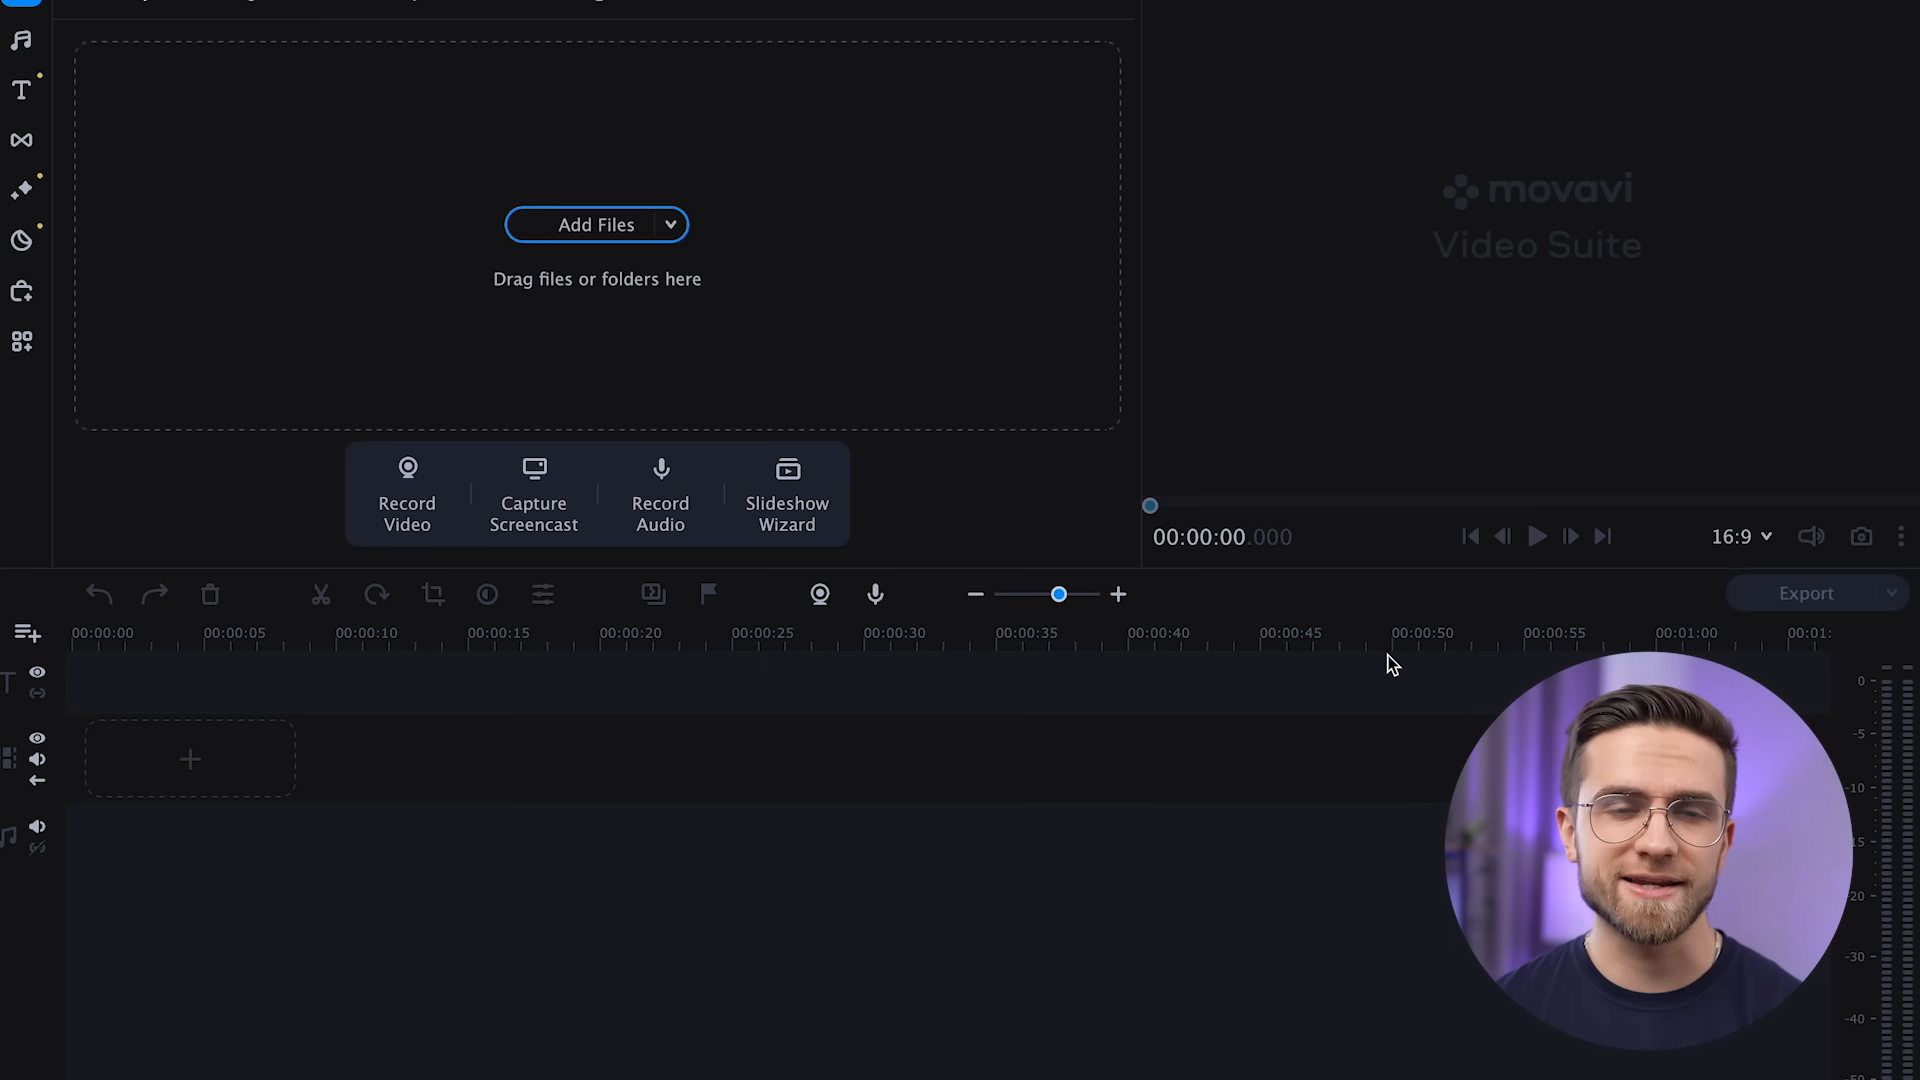 Add Files
Drag files or folders here
movavi
Video Suite
Record
Video
Capture
Screencast
Record
Audio
Slideshow
Wizard
00:00:00.000
16:9
Export
00:00:00 00:00:05 00:00:10 00:00:15 00:00:20 00:00:25 00:00:30 00:00:35 00:00:40 00:00:45 00:00:50 00:00:55 00:01:00 00:01:
0
-5
-10
15
20
-30
-40